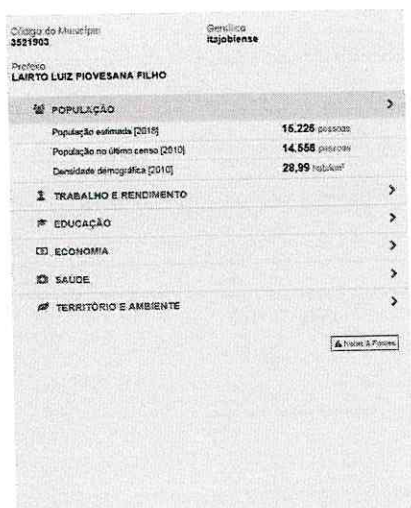 Código do Município
3521903
Gentílico
itajobiense
Prefeito
LAIRTO LUIZ PIOVESANA FILHO
POPULAÇÃO
População estimada [2018] 15.226 pessoas
População no último censo [2010] 14.556 pessoas
Densidade demográfica [2010] 28,99 hab/km²
TRABALHO E RENDIMENTO
EDUCAÇÃO
ECONOMIA
SAÚDE
TERRITÓRIO E AMBIENTE
Notas & Fontes